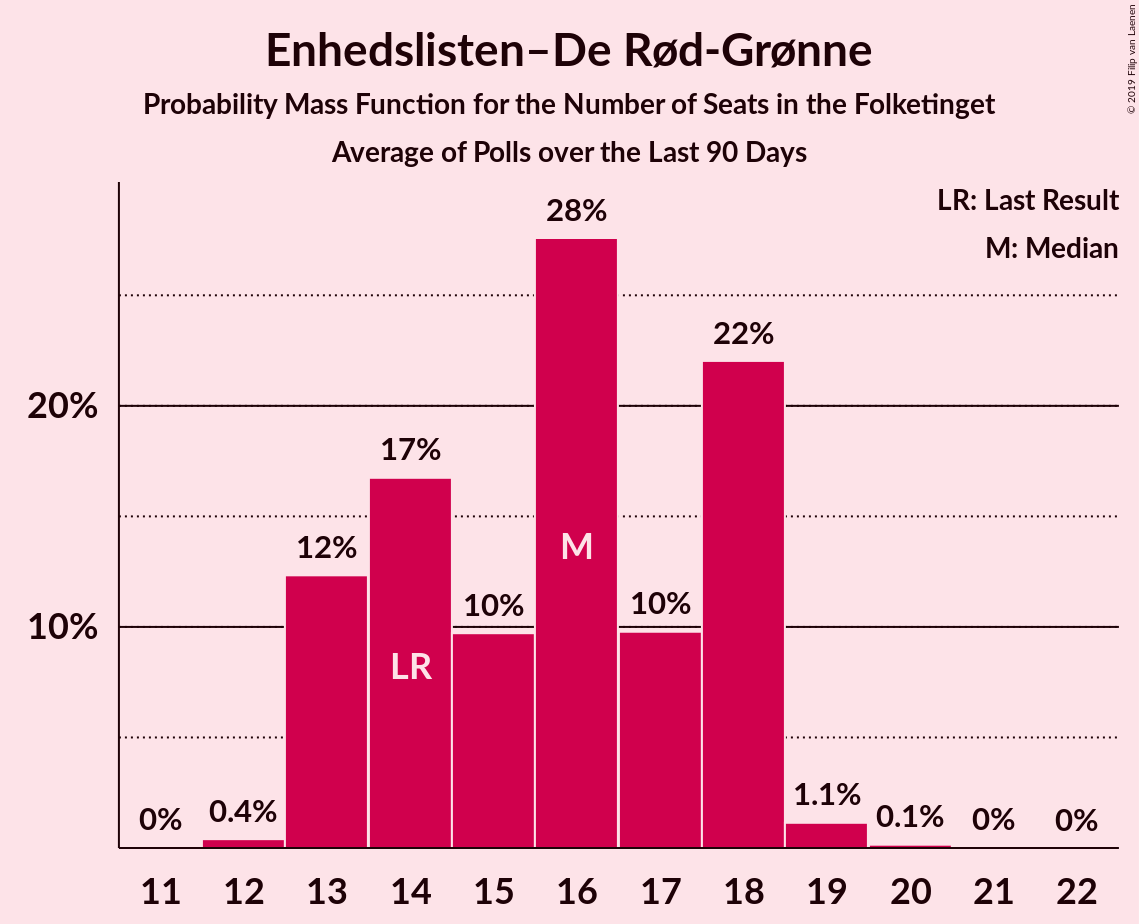 Enhedslisten–De Rød-Grønne
Probability Mass Function for the Number of Seats in the Folketinget
Average of Polls over the Last 90 Days
© 2019 Filip van Laenen
LR: Last Result
M: Median
28%
22%
20%
17%
12%
M
10%
10%
10%
LR
0%
0.4%
1.1%
0.1%
0%
0%
11 12 13 14 15 16 17 18 19 20 21 22